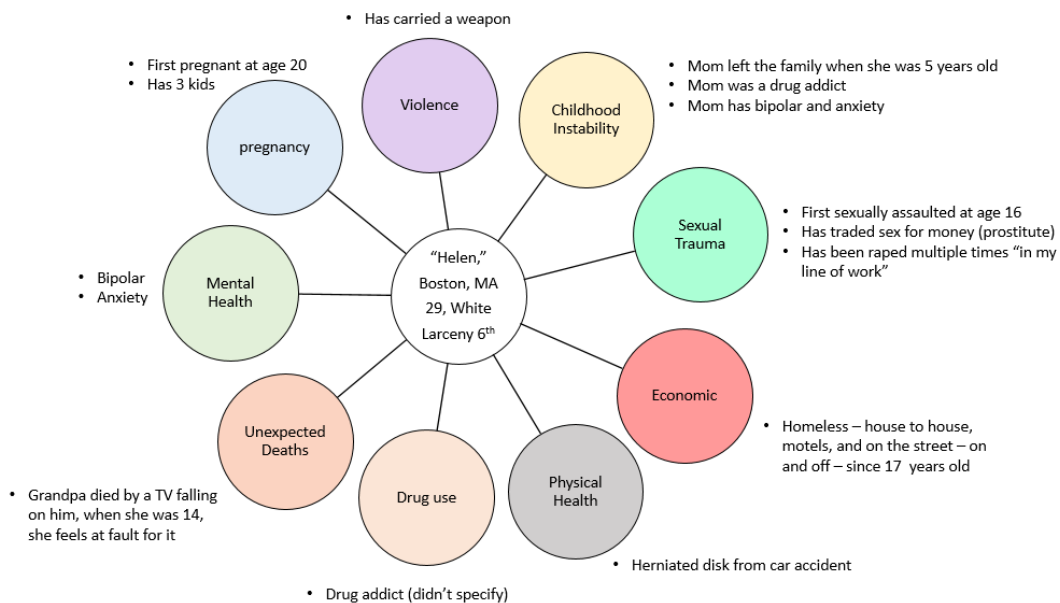 • Has carried a weapon
• First pregnant at age 20
• Has 3 kids
pregnancy
Violence
Childhood
Instability
• Mom left the family when she was 5 years old
• Mom was a drug addict
• Mom has bipolar and anxiety
Sexual
Trauma
• First sexually assaulted at age 16
• Has traded sex for money (prostitute)
• Has been raped multiple times “in my
line of work”
• Bipolar
• Anxiety
Mental
Health
“Helen,”
Boston, MA
29, White
Larceny 6th
Economic
• Homeless – house to house,
motels, and on the street – on
and off – since 17 years old
Unexpected
Deaths
• Grandpa died by a TV falling
on him, when she was 14,
she feels at fault for it
Drug use
• Drug addict (didn’t specify)
Physical
Health
• Herniated disk from car accident